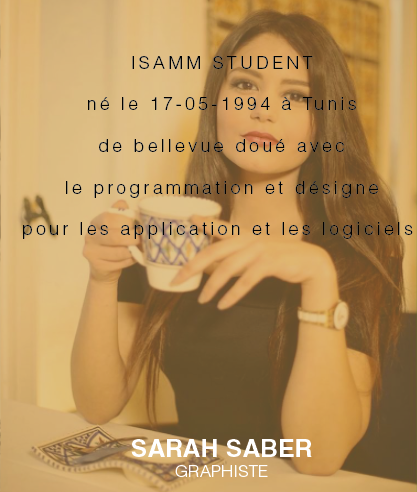 ISAMM STUDENT
né le 17-05-1994 à Tunis
de bellevue doué avec
le programmation et désigne
pour les application et les logiciels
SARAH SABER
GRAPHISTE